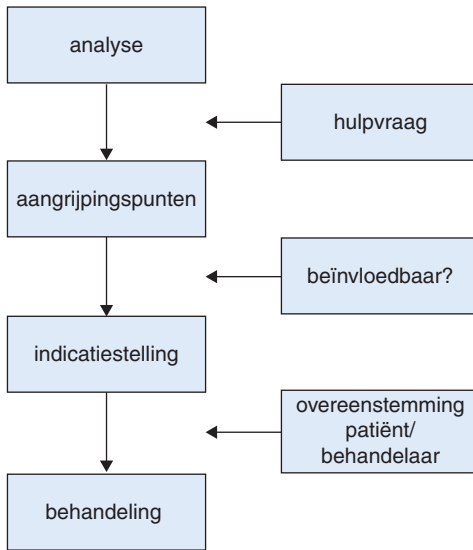 analyse
hulpvraag
aangrijpingspunten
beïnvloedbaar?
indicatiestelling
overeenstemming
patiënt/
behandelaar
behandeling